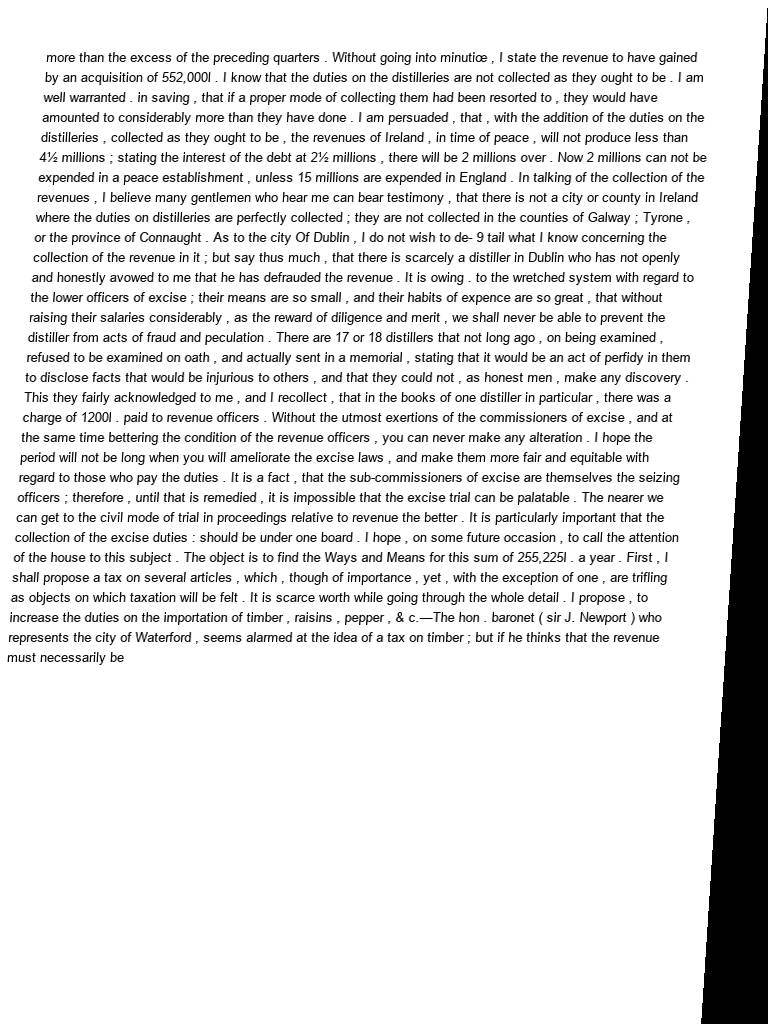 more than the excess of the preceding quarters . Without going into minutiœ , I state the revenue to have gained
by an acquisition of 552,000l . I know that the duties on the distilleries are not collected as they ought to be . I am
well warranted . in saving , that if a proper mode of collecting them had been resorted to , they would have
amounted to considerably more than they have done . I am persuaded , that , with the addition of the duties on the
distilleries , collected as they ought to be , the revenues of Ireland , in time of peace , will not produce less than
4½ millions ; stating the interest of the debt at 2½ millions , there will be 2 millions over . Now 2 millions can not be
expended in a peace establishment , unless 15 millions are expended in England . In talking of the collection of the
revenues , I believe many gentlemen who hear me can bear testimony , that there is not a city or county in Ireland
where the duties on distilleries are perfectly collected ; they are not collected in the counties of Galway ; Tyrone ,
or the province of Connaught . As to the city Of Dublin , I do not wish to de- 9 tail what I know concerning the
collection of the revenue in it ; but say thus much , that there is scarcely a distiller in Dublin who has not openly
and honestly avowed to me that he has defrauded the revenue . It is owing . to the wretched system with regard to
the lower officers of excise ; their means are so small , and their habits of expence are so great , that without
raising their salaries considerably , as the reward of diligence and merit , we shall never be able to prevent the
distiller from acts of fraud and peculation . There are 17 or 18 distillers that not long ago , on being examined ,
refused to be examined on oath , and actually sent in a memorial , stating that it would be an act of perfidy in them
to disclose facts that would be injurious to others , and that they could not , as honest men , make any discovery .
This they fairly acknowledged to me , and I recollect , that in the books of one distiller in particular , there was a
charge of 1200l . paid to revenue officers . Without the utmost exertions of the commissioners of excise , and at
the same time bettering the condition of the revenue officers , you can never make any alteration . I hope the
period will not be long when you will ameliorate the excise laws , and make them more fair and equitable with
regard to those who pay the duties . It is a fact , that the sub-commissioners of excise are themselves the seizing
officers ; therefore , until that is remedied , it is impossible that the excise trial can be palatable . The nearer we
can get to the civil mode of trial in proceedings relative to revenue the better . It is particularly important that the
collection of the excise duties : should be under one board . I hope , on some future occasion , to call the attention
of the house to this subject . The object is to find the Ways and Means for this sum of 255,225l . a year . First , I
shall propose a tax on several articles , which , though of importance , yet , with the exception of one , are trifling
as objects on which taxation will be felt . It is scarce worth while going through the whole detail . I propose , to
increase the duties on the importation of timber , raisins , pepper , & c.—The hon . baronet ( sir J. Newport ) who
represents the city of Waterford , seems alarmed at the idea of a tax on timber ; but if he thinks that the revenue
must necessarily be